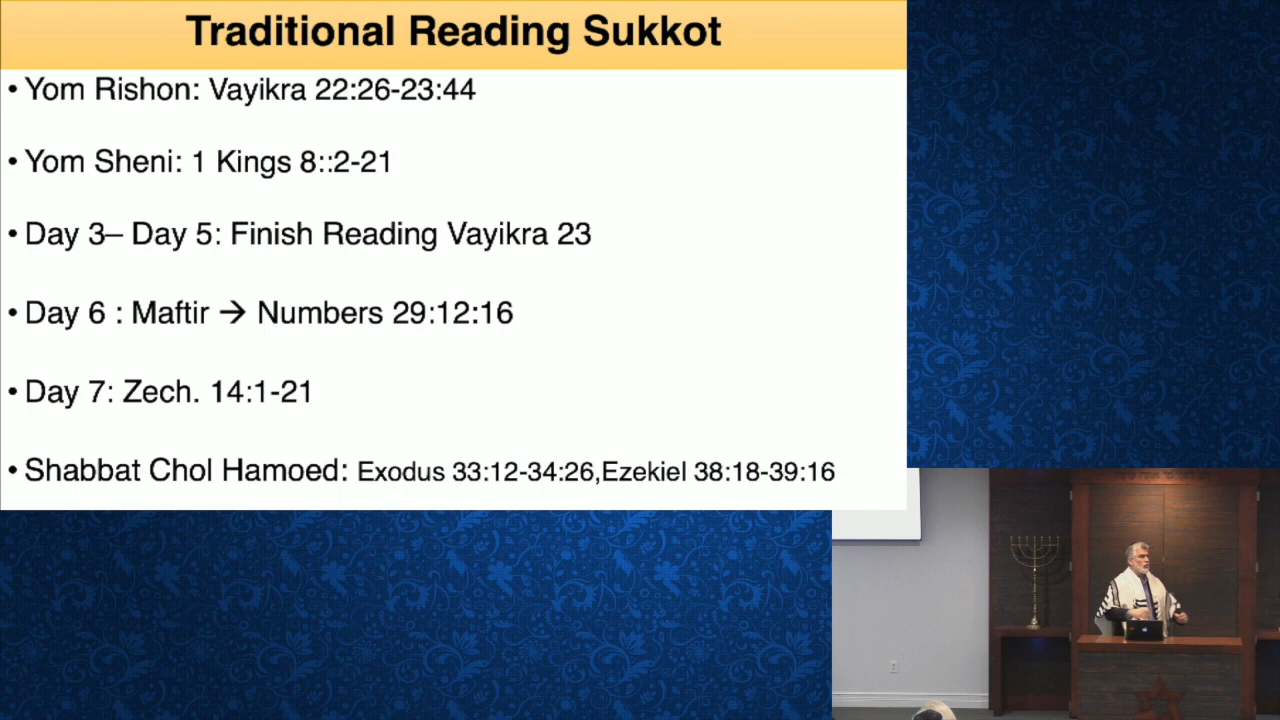 Traditional Reading Sukkot
• Yom Rishon: Vayikra 22:26-23:44
• Yom Sheni: 1 Kings 8::2-21
• Day 3– Day 5: Finish Reading Vayikra 23
• Day 6 : Maftir → Numbers 29:12:16
• Day 7: Zech. 14:1-21
• Shabbat Chol Hamoed: Exodus 33:12-34:26,Ezekiel 38:18-39:16